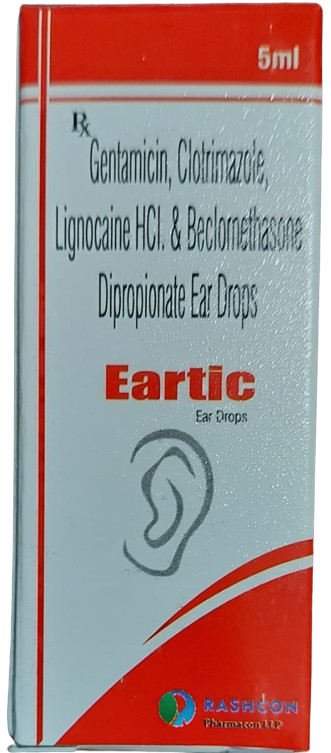 5ml
Rx
Gentamicin, Clotrimazole,
Lignocaine HCl. & Beclomethasone
Dipropionate Ear Drops
Eartic
Ear Drops
RASHCON
Pharmacon LLP